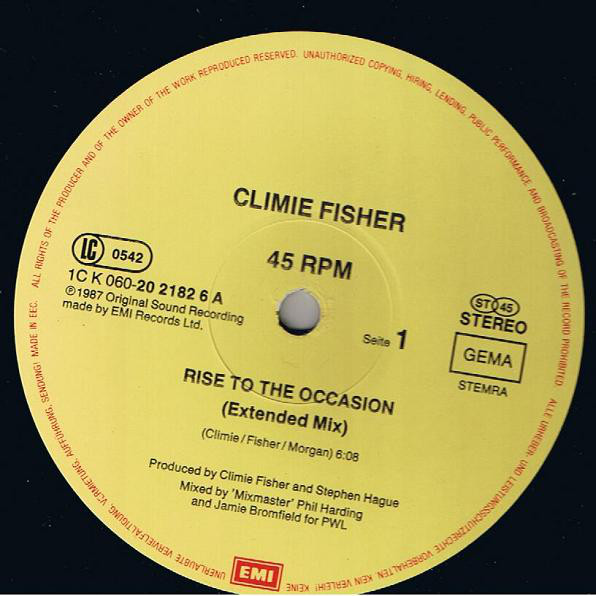 ALL RIGHTS OF THE PRODUCER AND OF THE OWNER OF THE WORK REPRODUCED RESERVED. UNAUTHORIZED COPYING, HIRING, LENDING, PUBLIC PERFORMANCE AND BROADCASTING OF THE RECORD PROHIBITED
CLIMIE FISHER
45 RPM
LC 0542
1C K 060-20 2182 6 A
℗1987 Original Sound Recording
made by EMI Records Ltd.
Seite 1
ST 45
STEREO
GEMA
STEMRA
RISE TO THE OCCASION
(Extended Mix)
(Climie/Fisher/Morgan) 6:08
Produced by Climie Fisher and Stephen Hague
Mixed by 'Mixmaster' Phil Harding
and Jamie Bromfield for PWL
EMI
ALLE URHEBER- UND LEISTUNGSSCHUTZRECHTE VORBEHALTEN KEIN VERLEIH! KEINE UNERLAUBTE VERVIELFÄLTIGUNG, VERMIETUNG, AUFFÜHRUNG, SENDUNG! MADE IN EEC.